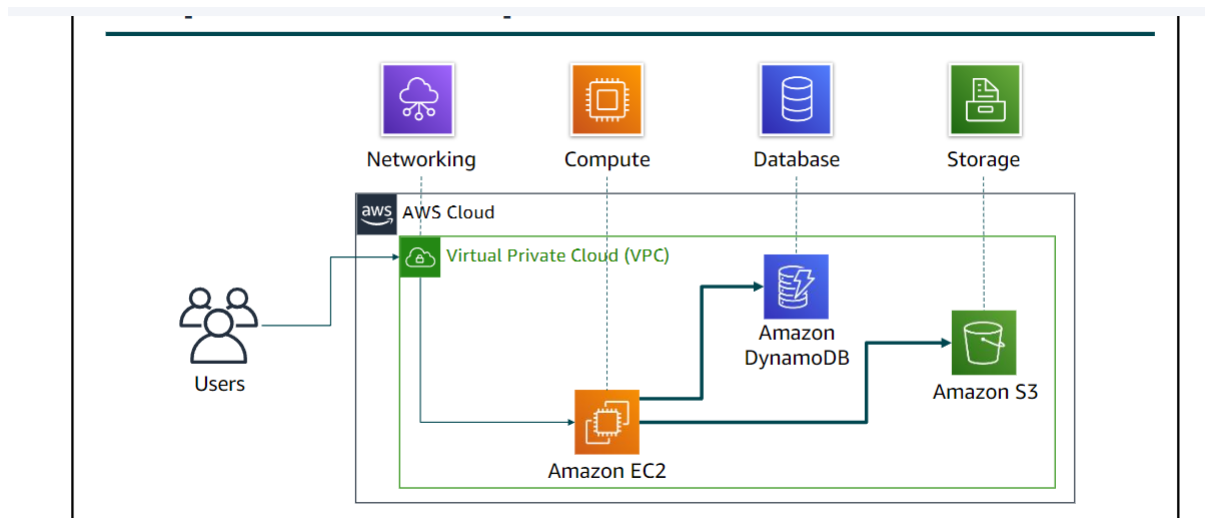 Networking
Compute
Database
Storage
aws
AWS Cloud
Virtual Private Cloud (VPC)
Users
Amazon
DynamoDB
Amazon S3
Amazon EC2